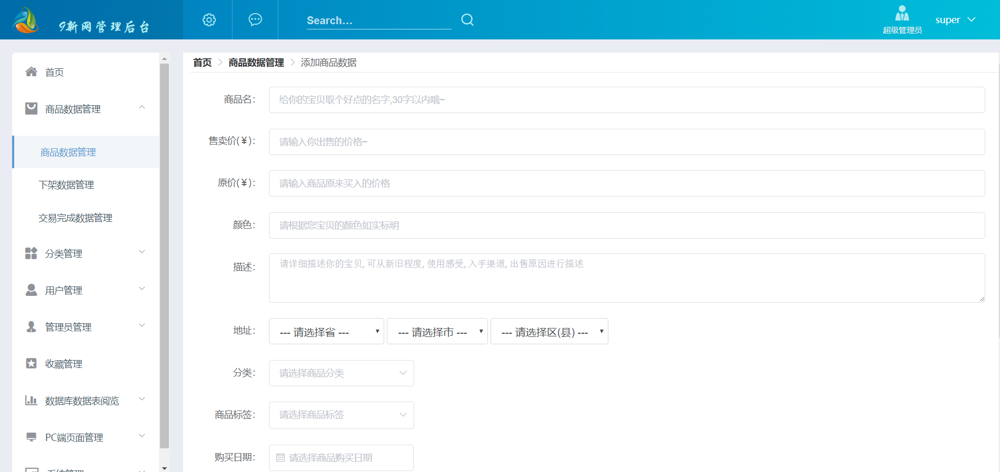 9新网管理后台
Search...
超级管理员
super
首页
商品数据管理
商品数据管理
下架数据管理
交易完成数据管理
分类管理
用户管理
管理员管理
收藏管理
数据库数据表阅览
PC端页面管理
系统管理
首页 > 商品数据管理 > 添加商品数据
商品名： 给你的宝贝取个好点的名字,30字以内哦~
售卖价(¥)： 请输入你出售的价格~
原价(¥)： 请输入商品原来买入的价格
颜色： 请根据您宝贝的颜色如实标明
描述： 请详细描述你的宝贝, 可从新旧程度, 使用感受, 入手渠道, 出售原因进行描述
地址： --- 请选择省 --- --- 请选择市 --- --- 请选择区(县) ---
分类： 请选择商品分类
商品标签： 请选择商品标签
购买日期： 请选择商品购买日期